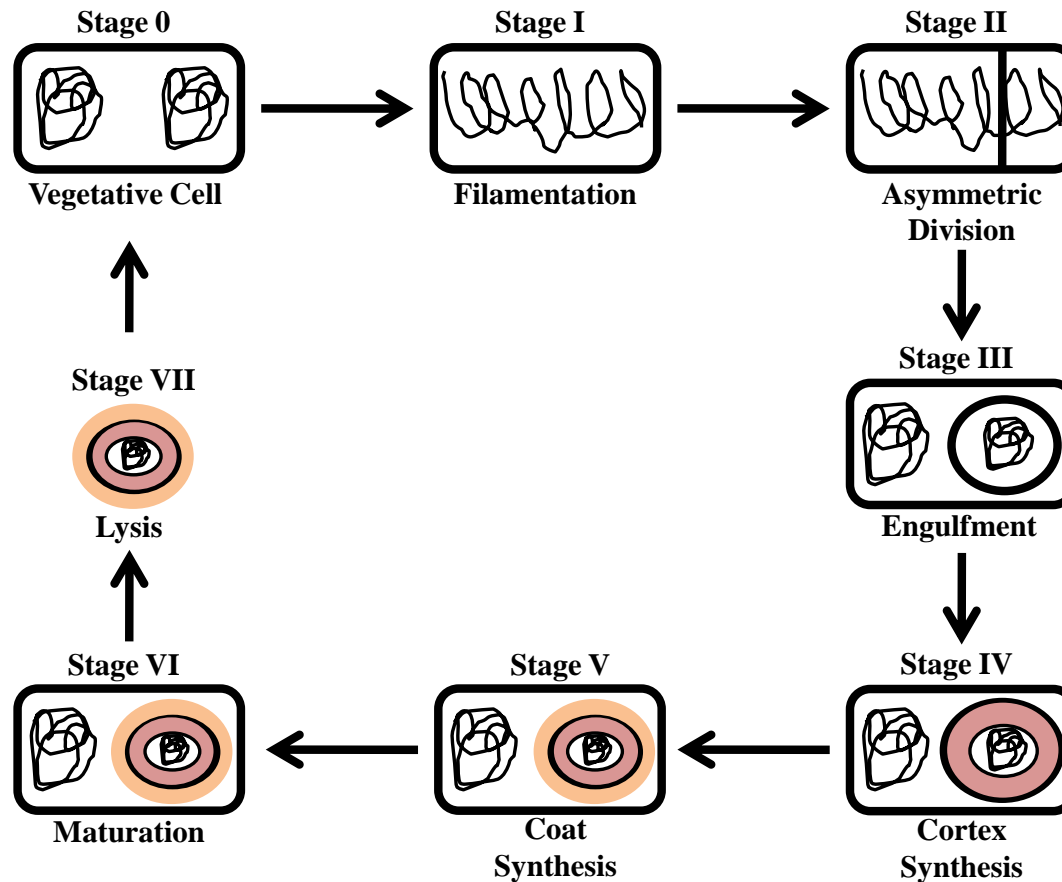 Stage 0
Vegetative Cell
Stage I
Filamentation
Stage II
Asymmetric
Division
Stage III
Engulfment
Stage IV
Cortex
Synthesis
Stage V
Coat
Synthesis
Stage VI
Maturation
Stage VII
Lysis